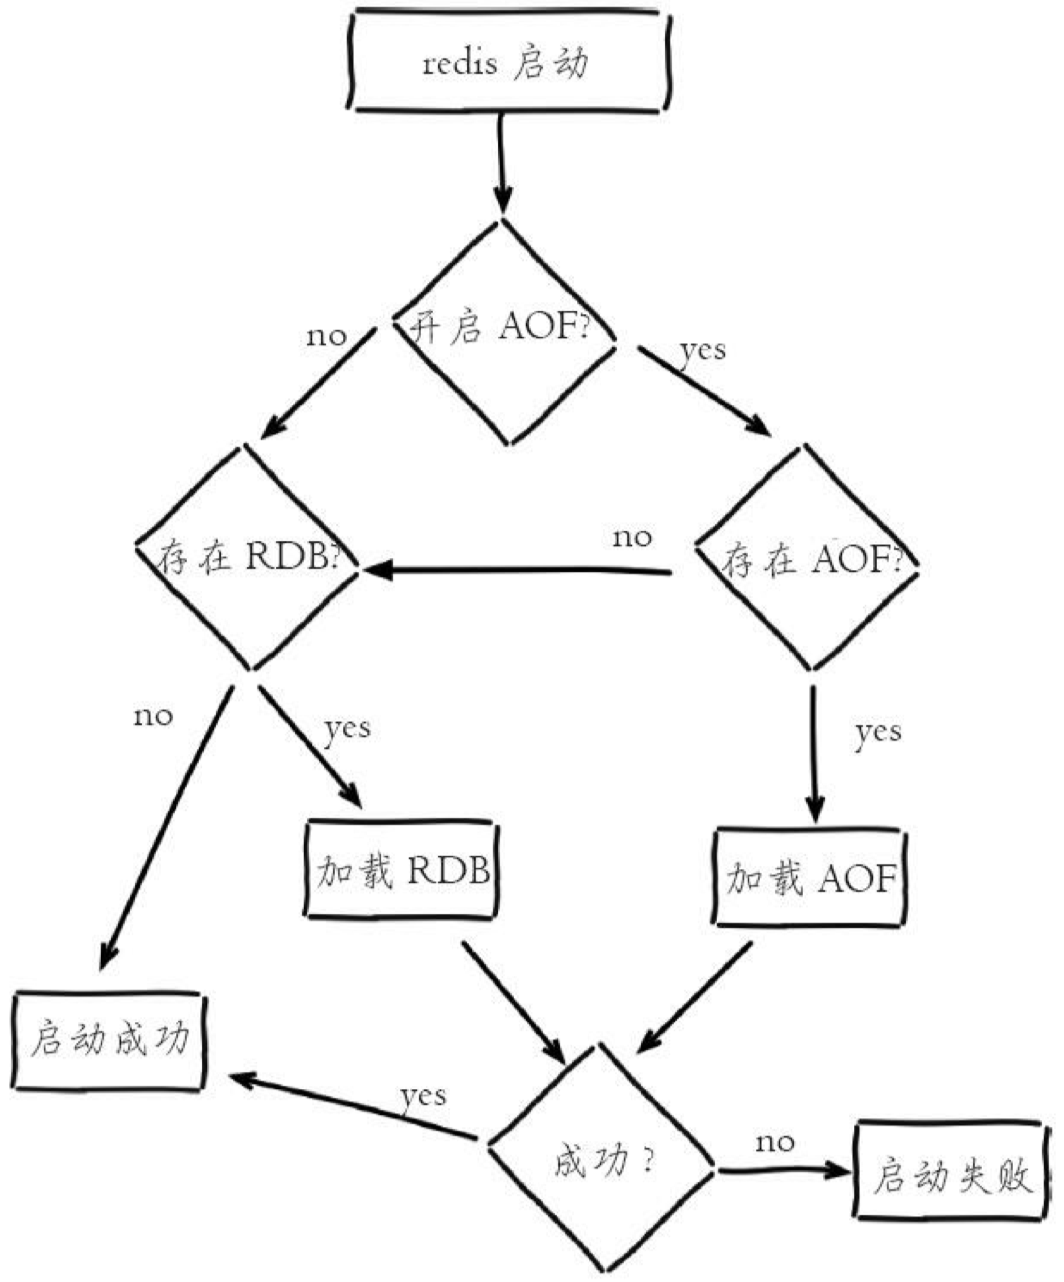 redis 启动
开启 AOF?
no
yes
存在 RDB?
no
存在 AOF?
no
yes
yes
加载 RDB
加载 AOF
启动成功
yes
成功?
no
启动失败